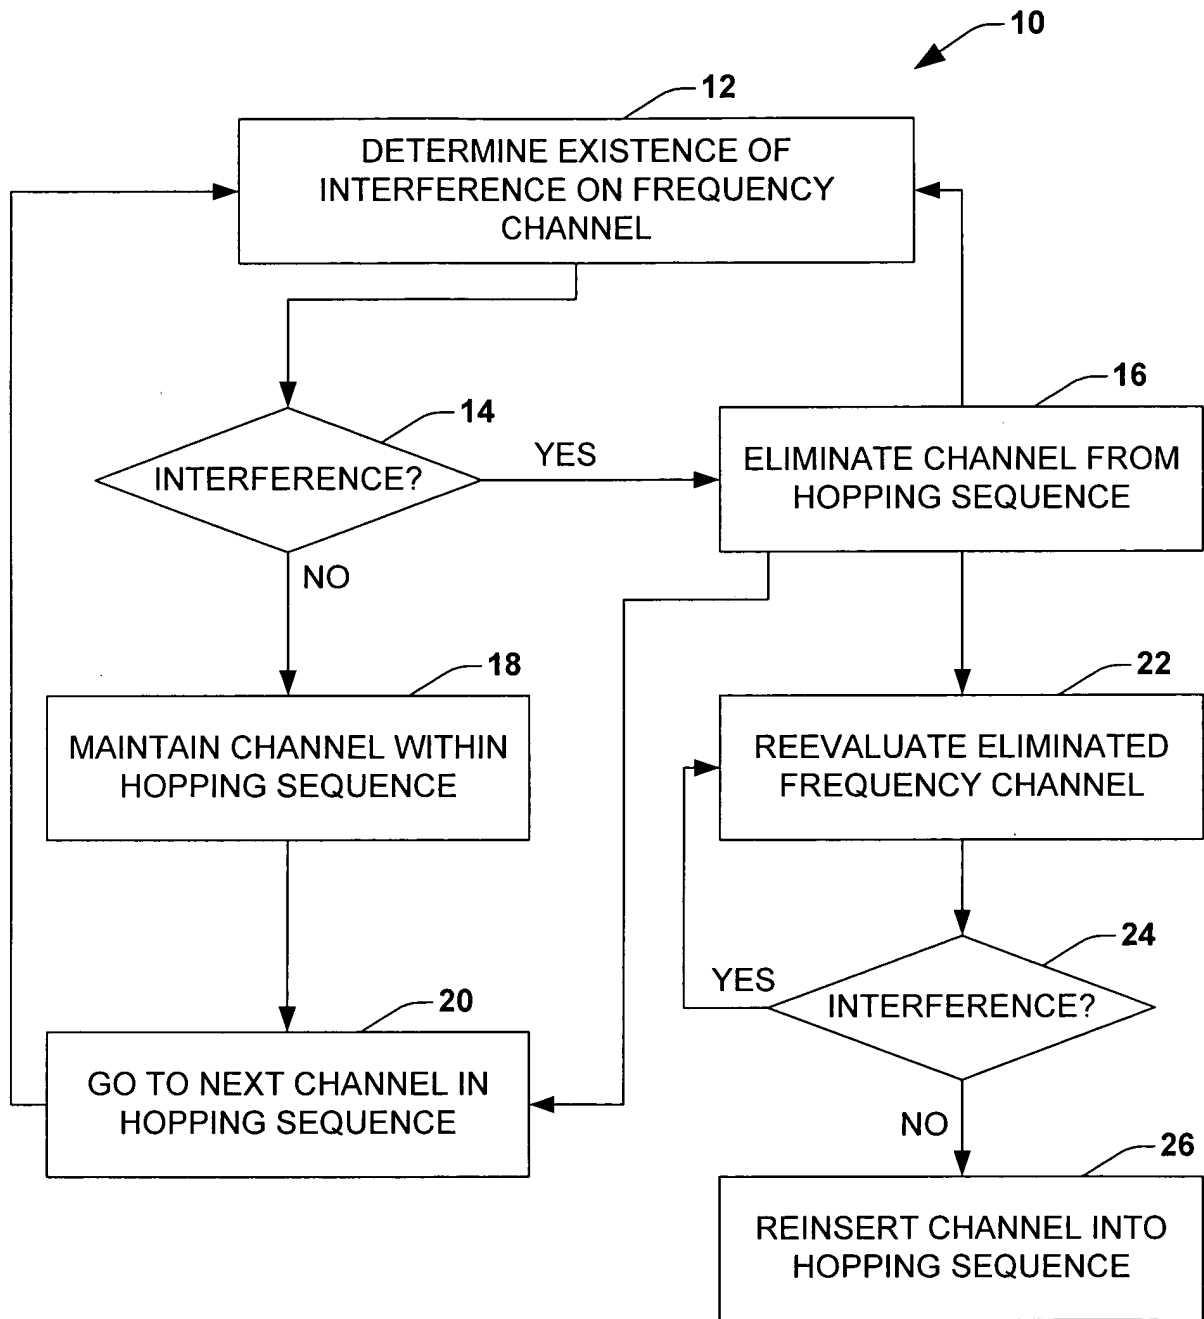 10
12
DETERMINE EXISTENCE OF
INTERFERENCE ON FREQUENCY
CHANNEL
14
INTERFERENCE?
YES
NO
16
ELIMINATE CHANNEL FROM
HOPPING SEQUENCE
18
MAINTAIN CHANNEL WITHIN
HOPPING SEQUENCE
22
REEVALUATE ELIMINATED
FREQUENCY CHANNEL
20
GO TO NEXT CHANNEL IN
HOPPING SEQUENCE
24
INTERFERENCE?
YES
NO
26
REINSERT CHANNEL INTO
HOPPING SEQUENCE